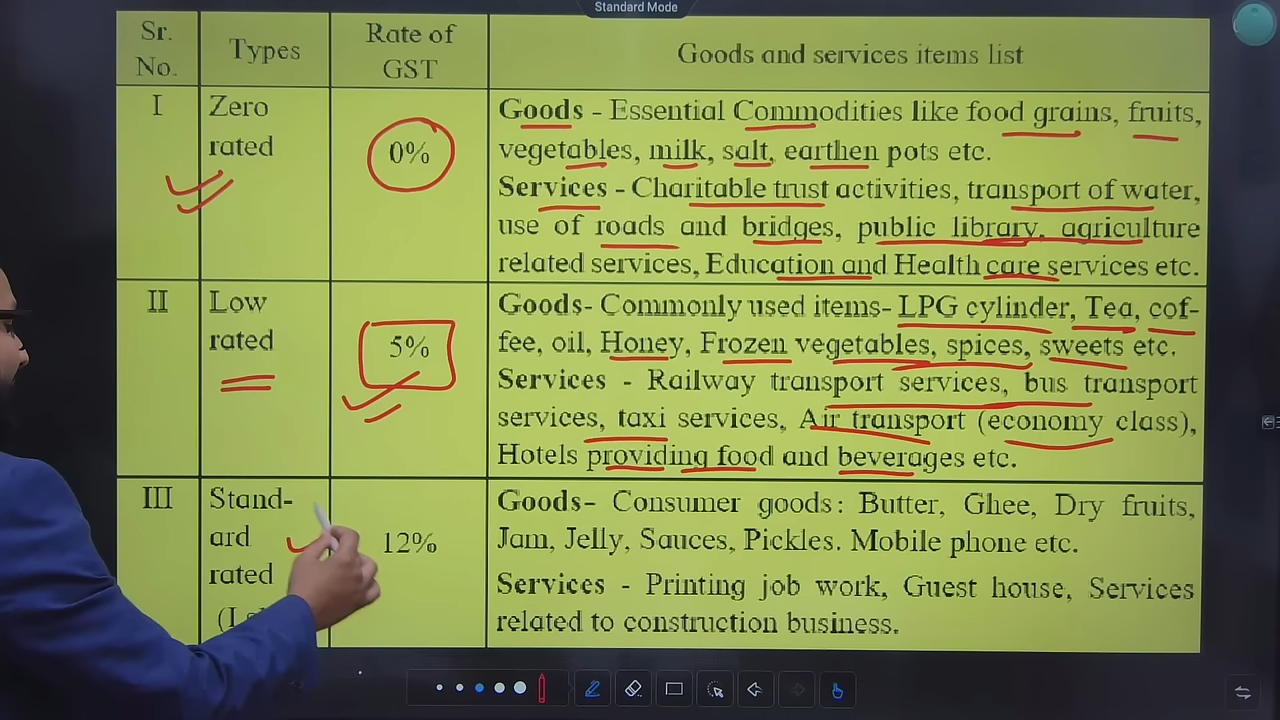 Standard Mode
Sr. No.
Types
Rate of GST
Goods and services items list
I
Zero rated
0%
Goods - Essential Commodities like food grains, fruits,
vegetables, milk, salt, earthen pots etc.
Services - Charitable trust activities, transport of water,
use of roads and bridges, public library, agriculture
related services, Education and Health care services etc.
II
Low rated
5%
Goods- Commonly used items- LPG cylinder, Tea, cof-
fee, oil, Honey, Frozen vegetables, spices, sweets etc.
Services - Railway transport services, bus transport
services, taxi services, Air transport (economy class),
Hotels providing food and beverages etc.
III
Stand-
ard
rated
12%
Goods- Consumer goods: Butter, Ghee, Dry fruits,
Jam, Jelly, Sauces, Pickles. Mobile phone etc.
Services - Printing job work, Guest house, Services
related to construction business.